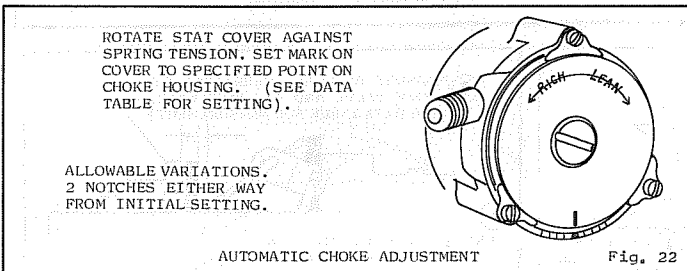 ROTATE STAT COVER AGAINST
SPRING TENSION. SET MARK ON
COVER TO SPECIFIED POINT ON
CHOKE HOUSING. (SEE DATA
TABLE FOR SETTING).
RICH LEAN
ALLOWABLE VARIATIONS.
2 NOTCHES EITHER WAY
FROM INITIAL SETTING.
AUTOMATIC CHOKE ADJUSTMENT Fig. 22